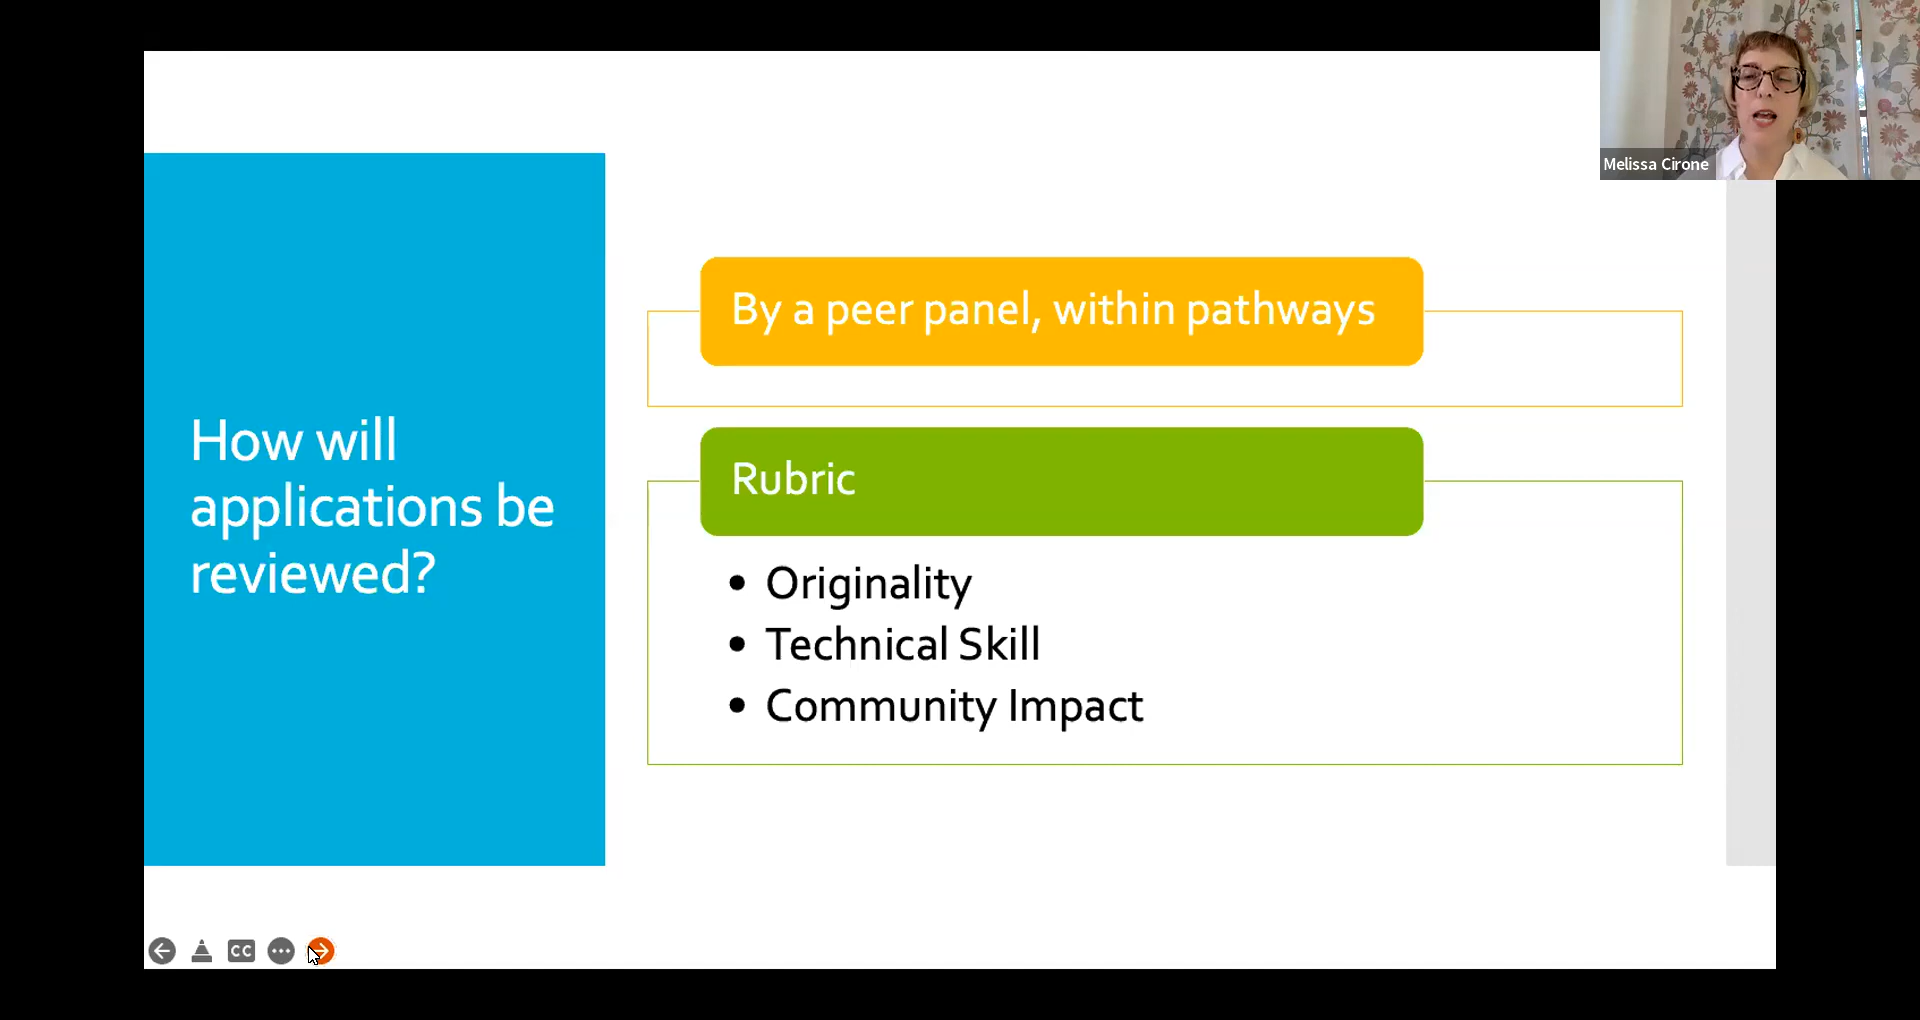 Melissa Cirone
How will
applications be
reviewed?
By a peer panel, within pathways
Rubric
• Originality
• Technical Skill
• Community Impact
CC